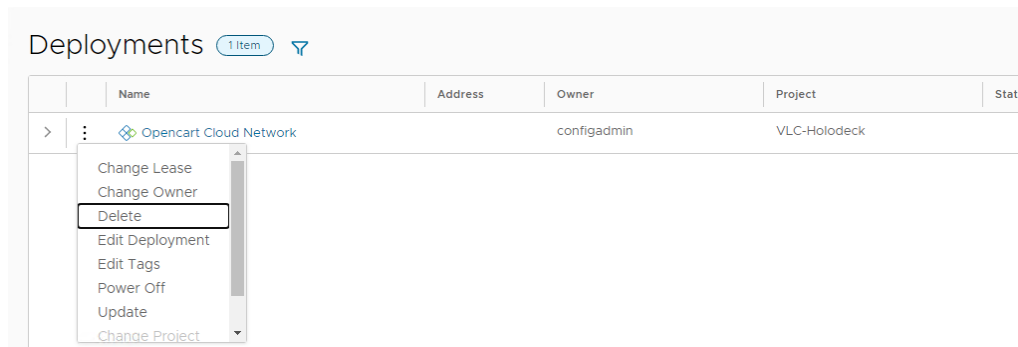 Deployments 1 Item
Name Address Owner Project Stat
Opencart Cloud Network configadmin VLC-Holodeck
Change Lease
Change Owner
Delete
Edit Deployment
Edit Tags
Power Off
Update
Change Project